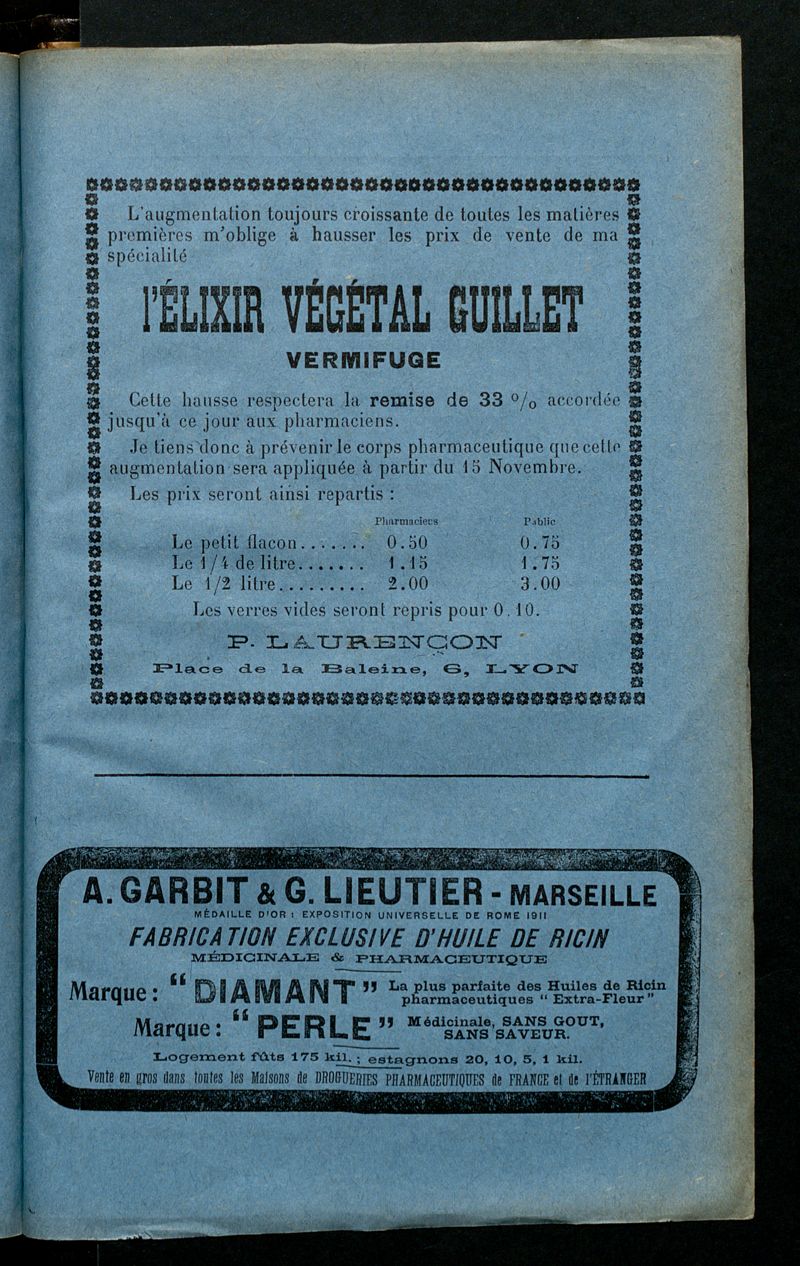 L'augmentation toujours croissante de toutes les matières
premières m'oblige à hausser les prix de vente de ma
spécialité
l'ÉLIXIR VÉGÉTAL GUILLET
VERMIFUGE
Cette hausse respectera la remise de 33 % accordée
jusqu'à ce jour aux pharmaciens.
Je tiens donc à prévenir le corps pharmaceutique que cette
augmentation sera appliquée à partir du 15 Novembre.
Les prix seront ainsi repartis :
Pharmaciens Public
Le petit flacon....... 0.50 0.75
Le 1/4 de litre....... 1.15 1.75
Le 1/2 litre.......... 2.00 3.00
Les verres vides seront repris pour 0.10.
P. LAURENÇON
Place de la Baleine, 6, LYON
A. GARBIT & G. LIEUTIER - MARSEILLE
MÉDAILLE D'OR : EXPOSITION UNIVERSELLE DE ROME 1911
FABRICATION EXCLUSIVE D'HUILE DE RICIN
MÉDICINALE & PHARMACEUTIQUE
Marque : “ DIAMANT ” La plus parfaite des Huiles de Ricin
pharmaceutiques “ Extra-Fleur ”
Marque : “ PERLE ” Médicinale, SANS GOUT,
SANS SAVEUR.
Logement fûts 175 kil. ; estagnons 20, 10, 5, 1 kil.
Vente en gros dans toutes les Maisons de DROGUERIES PHARMACEUTIQUES de FRANCE et de l'ÉTRANGER